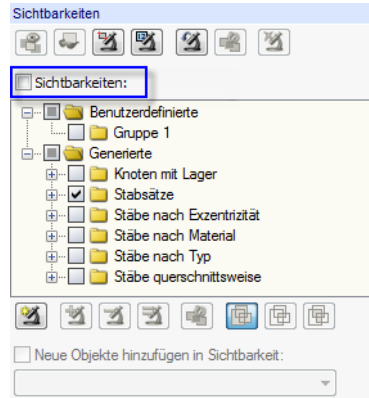 Sichtbarkeiten
Sichtbarkeiten:
Benutzerdefinierte
Gruppe 1
Generierte
Knoten mit Lager
Stabsätze
Stäbe nach Exzentrizität
Stäbe nach Material
Stäbe nach Typ
Stäbe querschnittsweise
Neue Objekte hinzufügen in Sichtbarkeit: